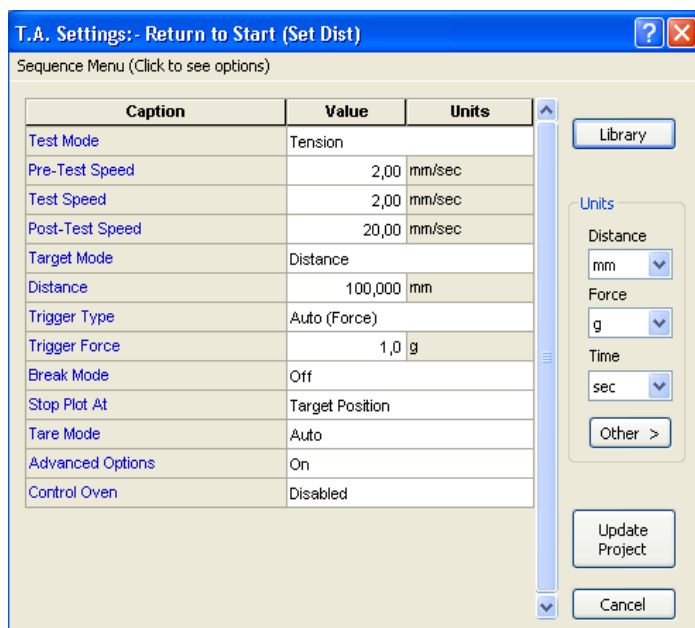 T.A. Settings:- Return to Start (Set Dist)
Sequence Menu (Click to see options)
Caption Value Units
Test Mode Tension
Pre-Test Speed 2,00 mm/sec
Test Speed 2,00 mm/sec
Post-Test Speed 20,00 mm/sec
Target Mode Distance
Distance 100,000 mm
Trigger Type Auto (Force)
Trigger Force 1,0 g
Break Mode Off
Stop Plot At Target Position
Tare Mode Auto
Advanced Options On
Control Oven Disabled
Library
Units
Distance
mm
Force
g
Time
sec
Other >
Update
Project
Cancel